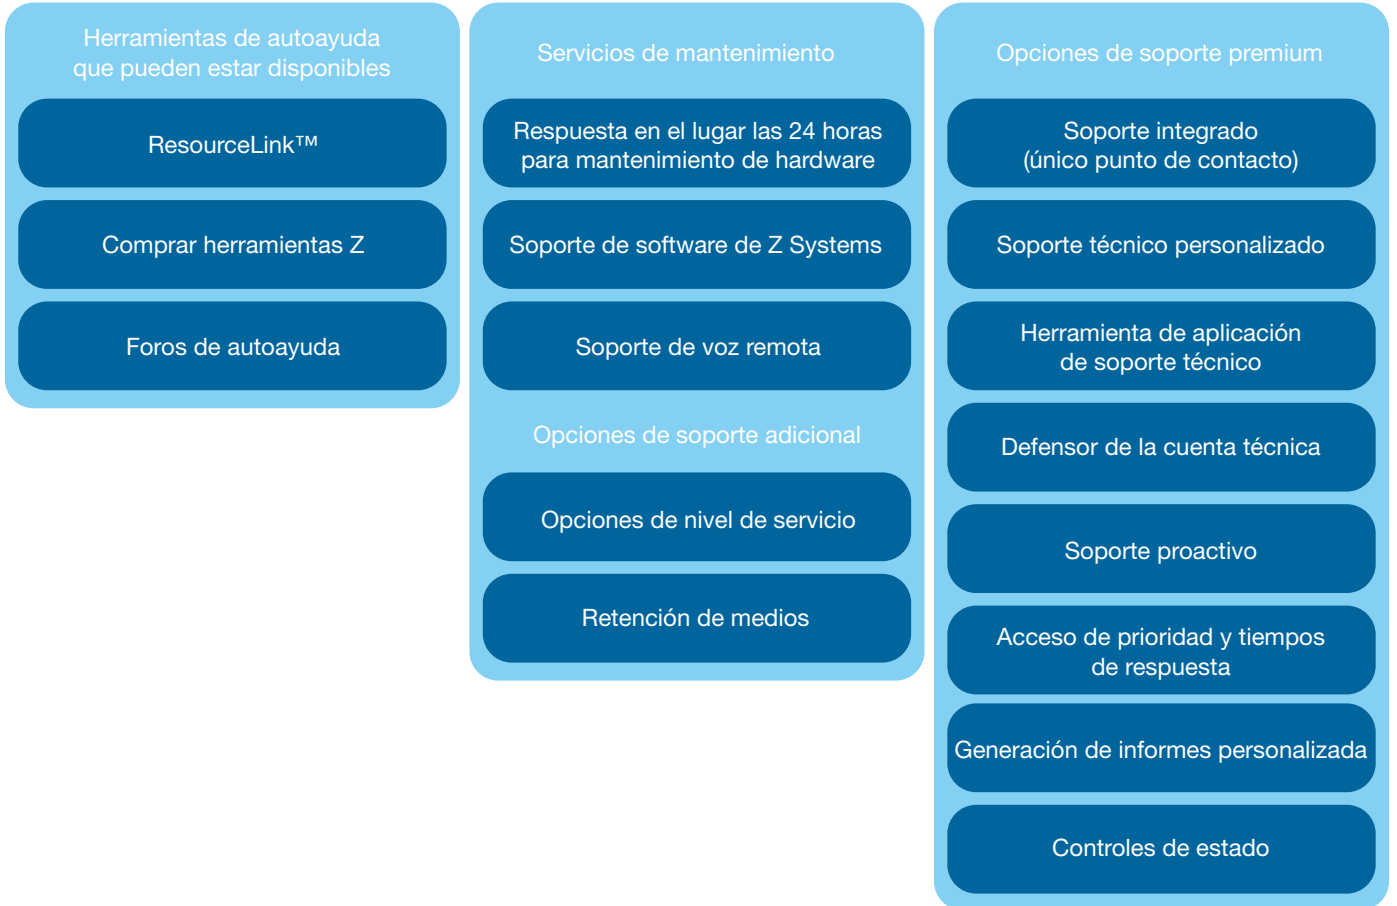 Herramientas de autoayuda
que pueden estar disponibles
ResourceLink™
Comprar herramientas Z
Foros de autoayuda
Servicios de mantenimiento
Respuesta en el lugar las 24 horas
para mantenimiento de hardware
Soporte de software de Z Systems
Soporte de voz remota
Opciones de soporte adicional
Opciones de nivel de servicio
Retención de medios
Opciones de soporte premium
Soporte integrado
(único punto de contacto)
Soporte técnico personalizado
Herramienta de aplicación
de soporte técnico
Defensor de la cuenta técnica
Soporte proactivo
Acceso de prioridad y tiempos
de respuesta
Generación de informes personalizada
Controles de estado